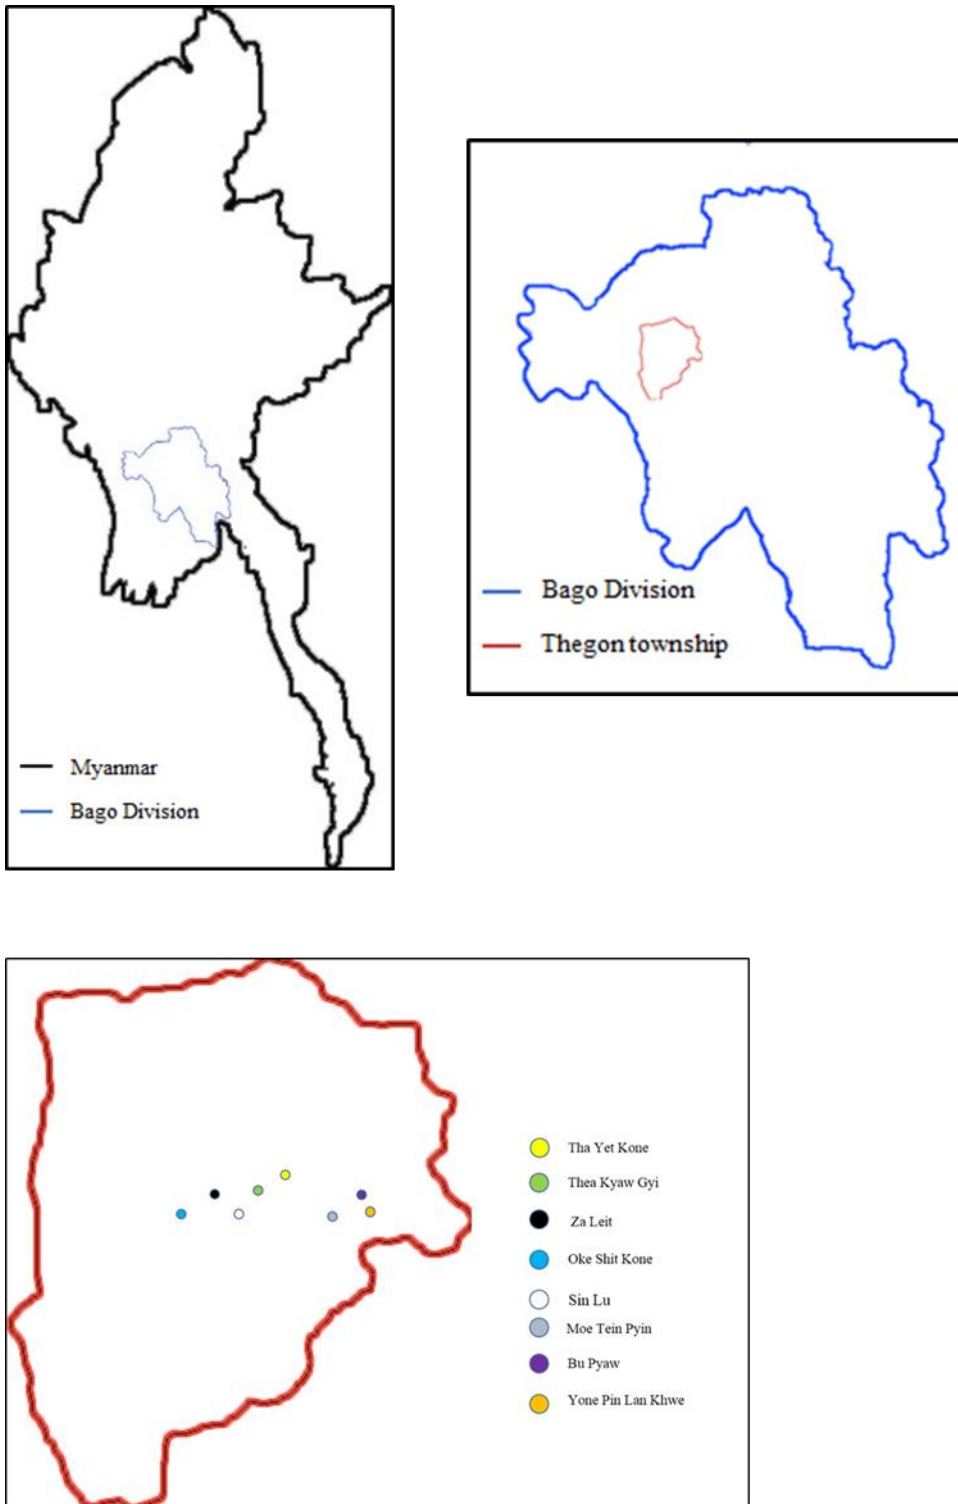 Myanmar
Bago Division
Bago Division
Thegon township
Tha Yet Kone
Thea Kyaw Gyi
Za Leit
Oke Shit Kone
Sin Lu
Moe Tein Pyin
Bu Pyaw
Yone Pin Lan Khwe